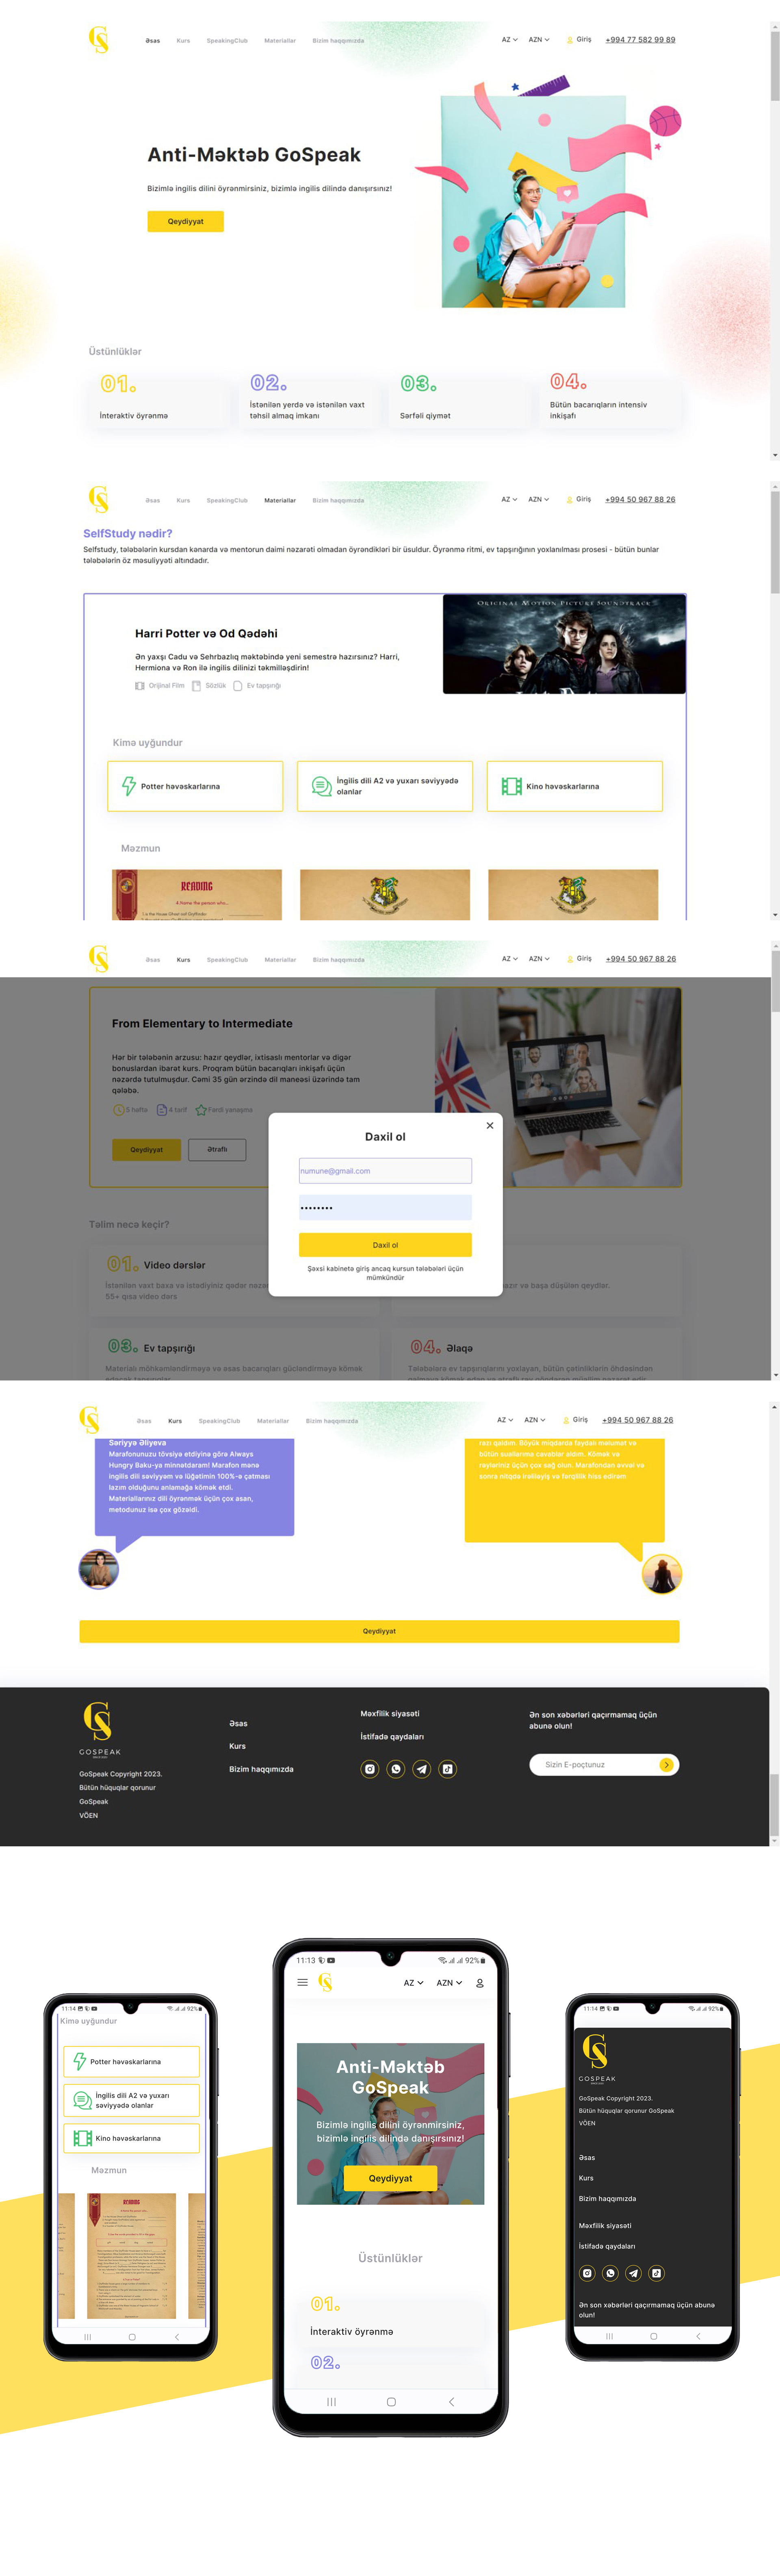 Əsas Kurs SpeakingClub Materiallar Bizim haqqımızda AZ AZN Giriş +994 77 582 99 89
Anti-Məktəb GoSpeak
Bizimlə ingilis dilini öyrənmirsiniz, bizimlə ingilis dilində danışırsınız!
Qeydiyyat
Üstünlüklər
01.
İnteraktiv öyrənmə
02.
İstənilən yerdə və istənilən vaxt
təhsil almaq imkanı
03.
Sərfəli qiymət
04.
Bütün bacarıqların intensiv
inkişafı
Əsas Kurs SpeakingClub Materiallar Bizim haqqımızda AZ AZN Giriş +994 50 967 88 26
SelfStudy nədir?
Selfstudy, tələbələrin kursdan kənarda və mentorun daimi nəzarəti olmadan öyrəndikləri bir üsuldur. Öyrənmə ritmi, ev tapşırığının yoxlanılması prosesi - bütün bunlar
tələbələrin öz məsuliyyəti altındadır.
ORIGINAL MOTION PICTURE SOUNDTRACK
Harri Potter və Od Qədəhi
Ən yaxşı Cadu və Sehrbazlıq məktəbində yeni semestrə hazırsınız? Harri,
Hermiona və Ron ilə ingilis dilinizi təkmilləşdirin!
Orijinal Film Sözlük Ev tapşırığı
Kimə uyğundur
Potter həvəskarlarına
İngilis dili A2 və yuxarı səviyyədə
olanlar
Kino həvəskarlarına
Məzmun
READING
4 Name the person who...
Əsas Kurs SpeakingClub Materiallar Bizim haqqımızda AZ AZN Giriş +994 50 967 88 26
From Elementary to Intermediate
Hər bir tələbənin arzusu: hazır qeydlər, ixtisaslı mentorlar və digər
bonuslardan ibarət kurs. Proqram bütün bacarıqları inkişafı üçün
nəzərdə tutulmuşdur. Cəmi 35 gün ərzində dil maneəsi üzərində tam
qələbə.
5 həftə 4 tarif Fərdi yanaşma
Qeydiyyat Ətraflı
Daxil ol
numune@gmail.com
Daxil ol
Şəxsi kabinetə giriş ancaq kursun tələbələri üçün
mümkündür
Təlim necə keçir?
01. Video dərslər
İstənilən vaxt baxa və istədiyiniz qədər nəzər
55+ qısa video dərs
hazır və başa düşülən qeydlər.
03. Ev tapşırığı
Materialı möhkəmləndirməyə və əsas bacarıqları gücləndirməyə kömək
04. Əlaqə
Tələbələrə ev tapşırıqlarını yoxlayan, bütün çətinliklərin öhdəsindən
Əsas Kurs SpeakingClub Materiallar Bizim haqqımızda AZ AZN Giriş +994 50 967 88 26
Səriyyə Əliyeva
Marafonunuzu tövsiyə etdiyinə görə Always
Hungry Baku-ya minnətdaram! Marafon mənə
ingilis dili səviyyəm və lüğətimin 100%-ə çatması
lazım olduğunu anlamağa kömək etdi.
Materiallarınız dili öyrənmək üçün çox asan,
metodunuz isə çox gözəldi.
razı qaldım. Böyük miqdarda faydalı məlumat və
bütün suallarıma cavablar aldım. Kömək və
rəyləriniz üçün çox sağ olun. Marafondan əvvəl və
sonra nitqdə irəliləyiş və fərqlilik hiss edirəm.
Qeydiyyat
GOSPEAK
GoSpeak Copyright 2023.
Bütün hüquqlar qorunur
GoSpeak
VÖEN
Əsas
Kurs
Bizim haqqımızda
Məxfilik siyasəti
İstifadə qaydaları
Ən son xəbərləri qaçırmamaq üçün
abunə olun!
Sizin E-poçtunuz
11:14 92%
Kimə uyğundur
Potter həvəskarlarına
İngilis dili A2 və yuxarı
səviyyədə olanlar
Kino həvəskarlarına
Məzmun
READING
11:13 92%
AZ AZN
Anti-Məktəb
GoSpeak
Bizimlə ingilis dilini öyrənmirsiniz,
bizimlə ingilis dilində danışırsınız!
Qeydiyyat
Üstünlüklər
01.
İnteraktiv öyrənmə
02.
11:14 92%
GOSPEAK
GoSpeak Copyright 2023.
Bütün hüquqlar qorunur GoSpeak
VÖEN
Əsas
Kurs
Bizim haqqımızda
Məxfilik siyasəti
İstifadə qaydaları
Ən son xəbərləri qaçırmamaq üçün abunə
olun!